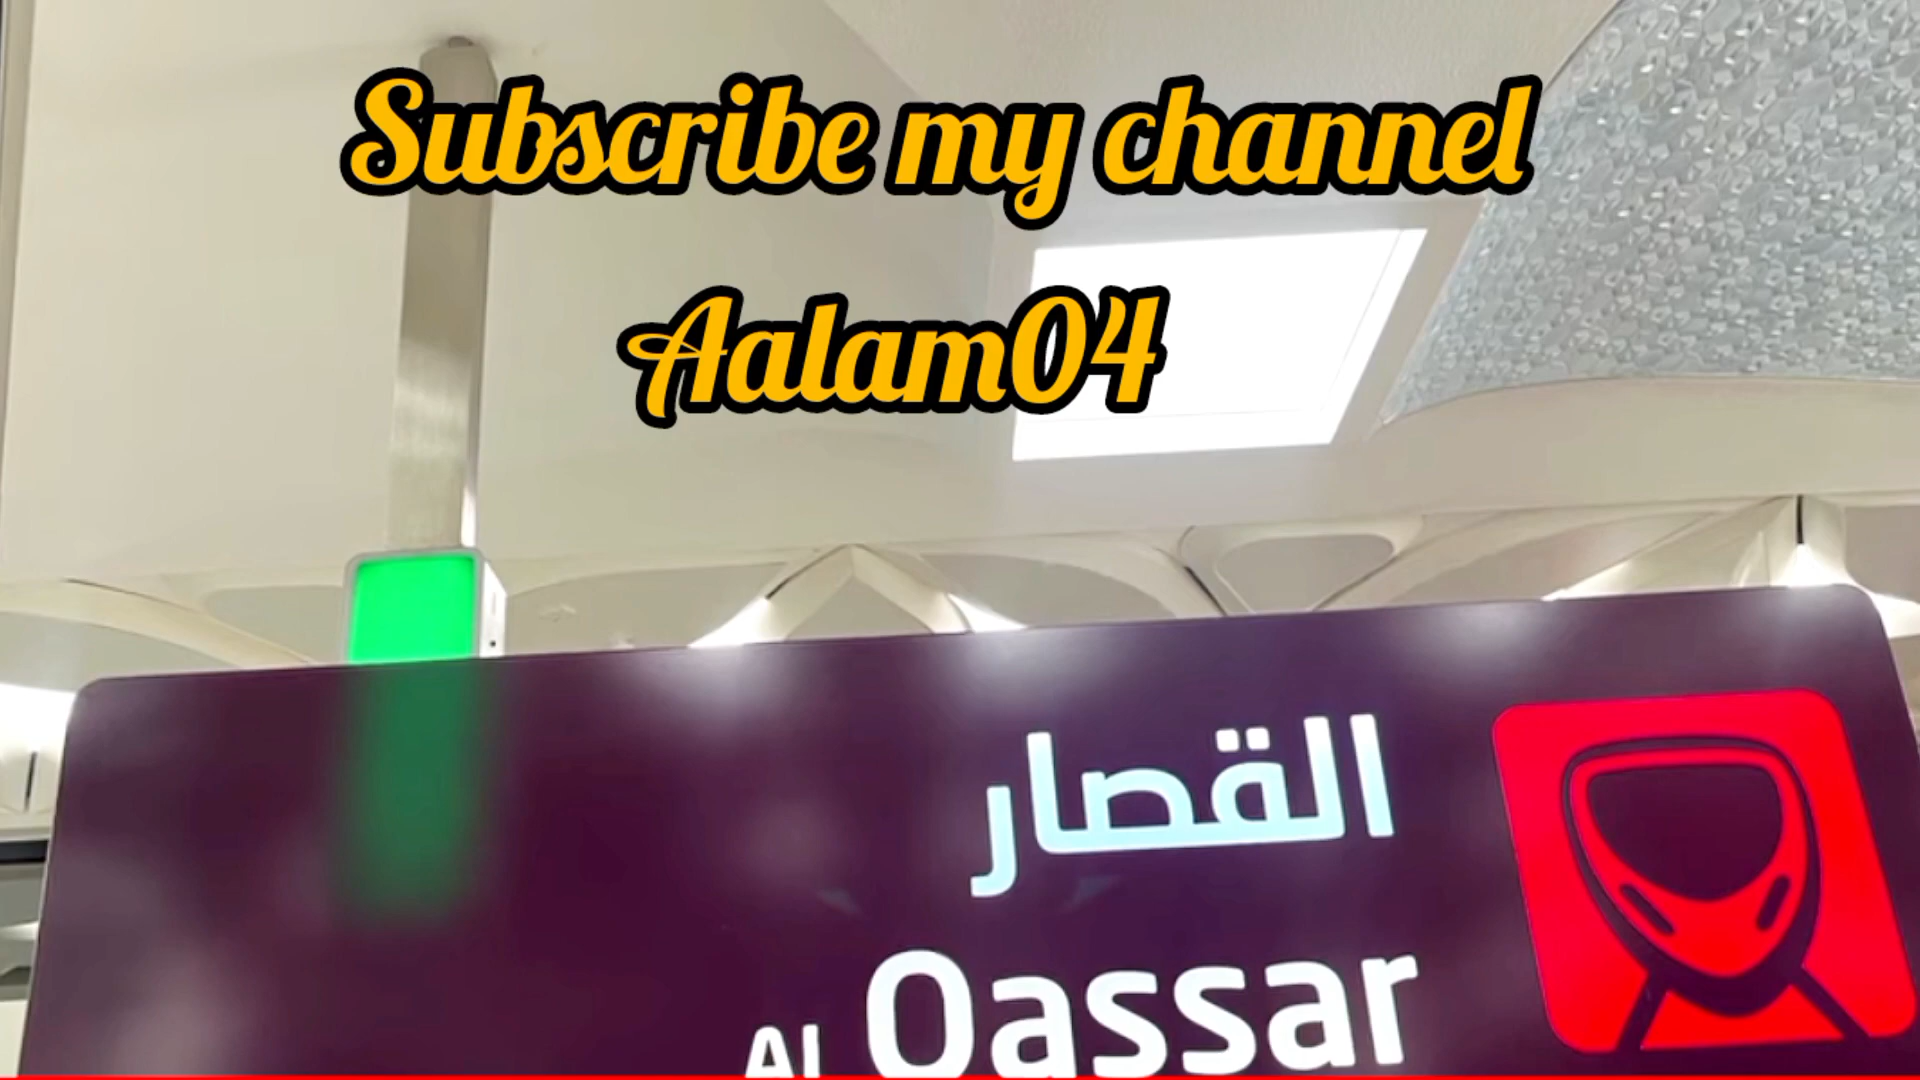 Subscribe my channel
Aalam04
القصار
Al Qassar